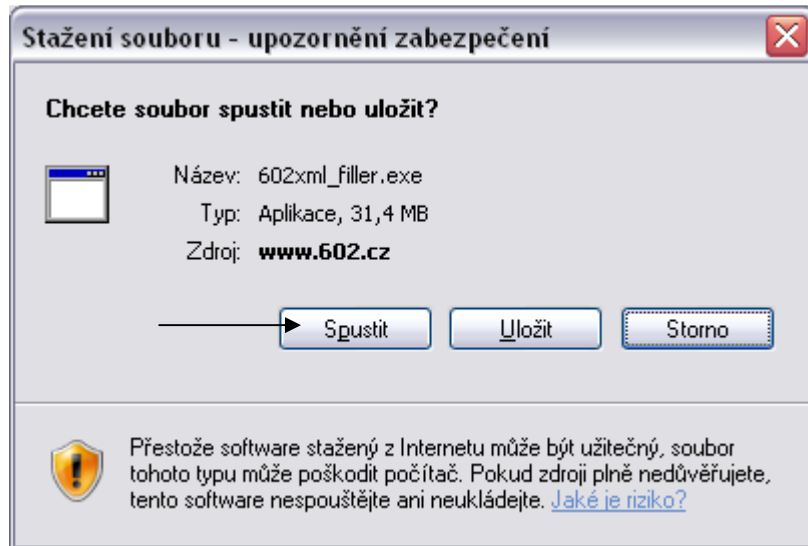 Stažení souboru - upozornění zabezpečení
Chcete soubor spustit nebo uložit?
Název: 602xml_filler.exe
Typ: Aplikace, 31,4 MB
Zdroj: www.602.cz
Spustit Uložit Storno
Přestože software stažený z Internetu může být užitečný, soubor
tohoto typu může poškodit počítač. Pokud zdroji plně nedůvěřujete,
tento software nespouštějte ani neukládejte. Jaké je riziko?